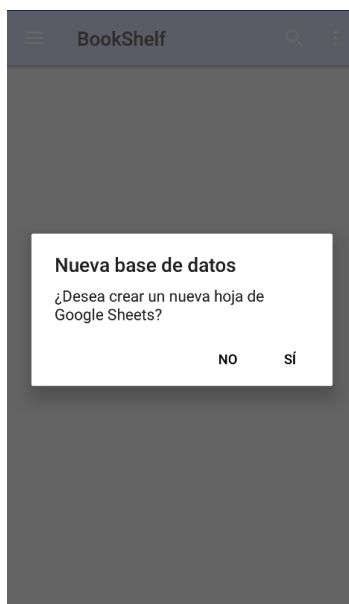 BookShelf
Nueva base de datos
¿Desea crear un nueva hoja de
Google Sheets?
NO SÍ